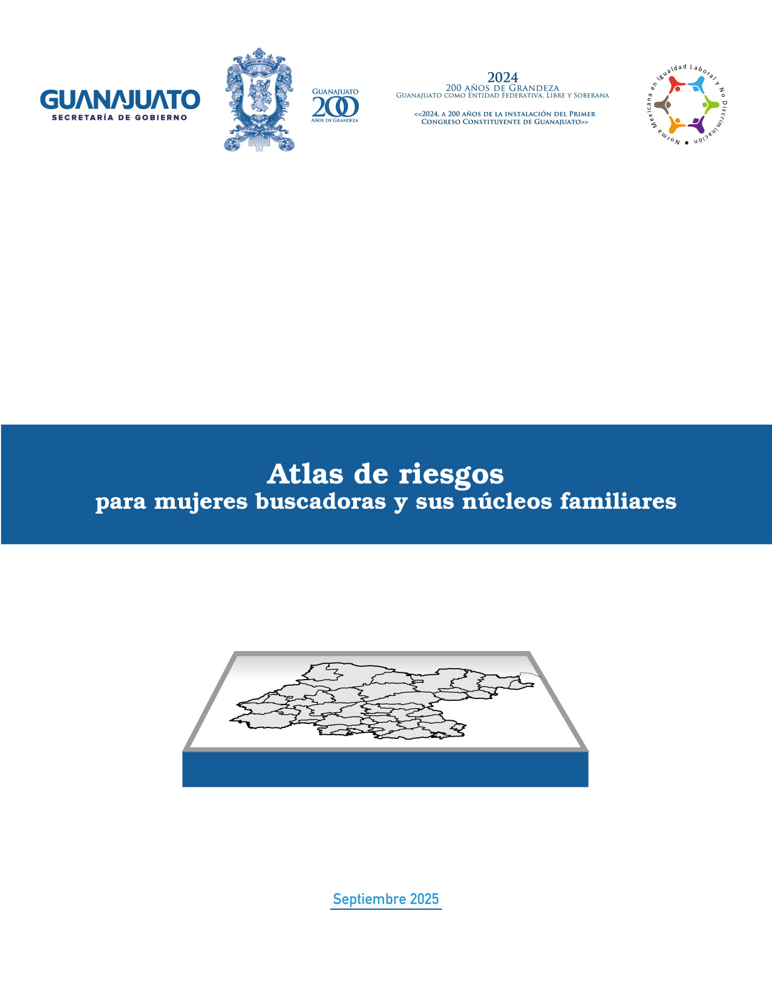 GUANAJUATO
SECRETARÍA DE GOBIERNO
GUANAJUATO
200
AÑOS DE GRANDEZA
2024
200 AÑOS DE GRANDEZA
GUANAJUATO COMO ENTIDAD FEDERATIVA, LIBRE Y SOBERANA
<<2024, A 200 AÑOS DE LA INSTALACIÓN DEL PRIMER
CONGRESO CONSTITUYENTE DE GUANAJUATO>>
Norma Mexicana en Igualdad Laboral y No Discriminación •
Atlas de riesgos
para mujeres buscadoras y sus núcleos familiares
Septiembre 2025